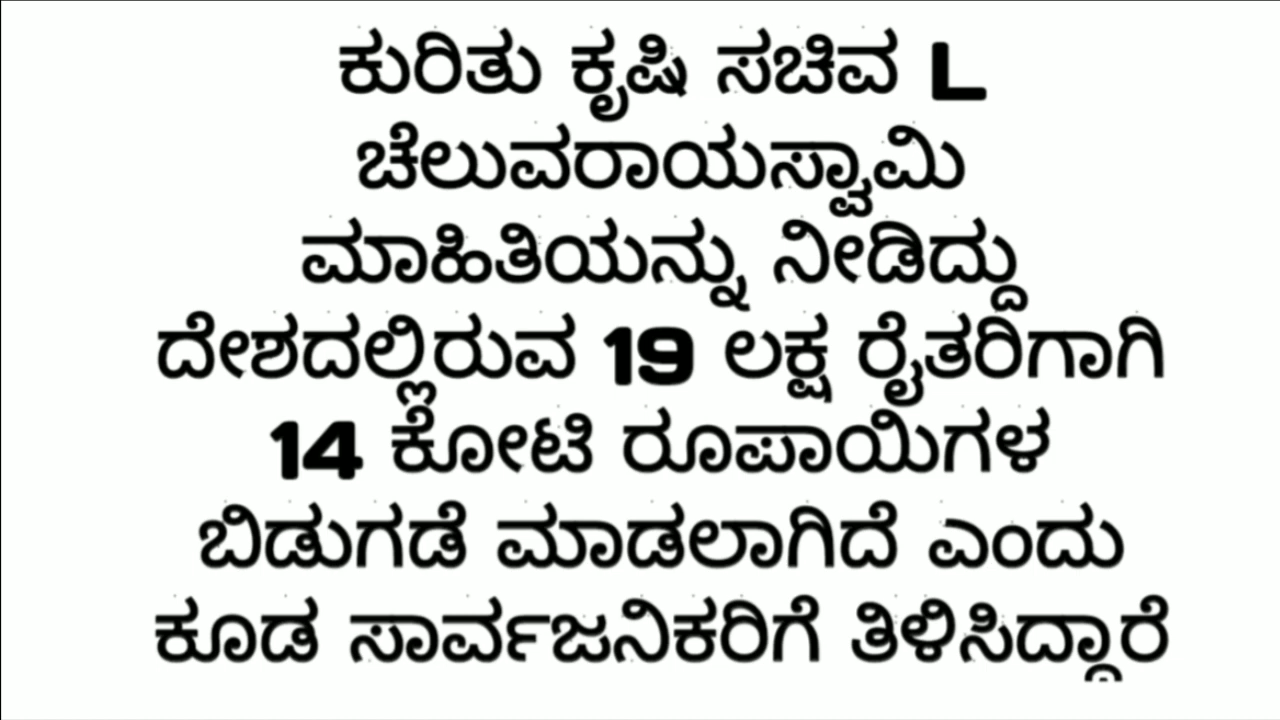 ಕುರಿತು ಕೃಷಿ ಸಚಿವ L
ಚೆಲುವರಾಯಸ್ವಾಮಿ
ಮಾಹಿತಿಯನ್ನು ನೀಡಿದ್ದು
ದೇಶದಲ್ಲಿರುವ 19 ಲಕ್ಷ ರೈತರಿಗಾಗಿ
14 ಕೋಟಿ ರೂಪಾಯಿಗಳ
ಬಿಡುಗಡೆ ಮಾಡಲಾಗಿದೆ ಎಂದು
ಕೂಡ ಸಾರ್ವಜನಿಕರಿಗೆ ತಿಳಿಸಿದ್ದಾರೆ